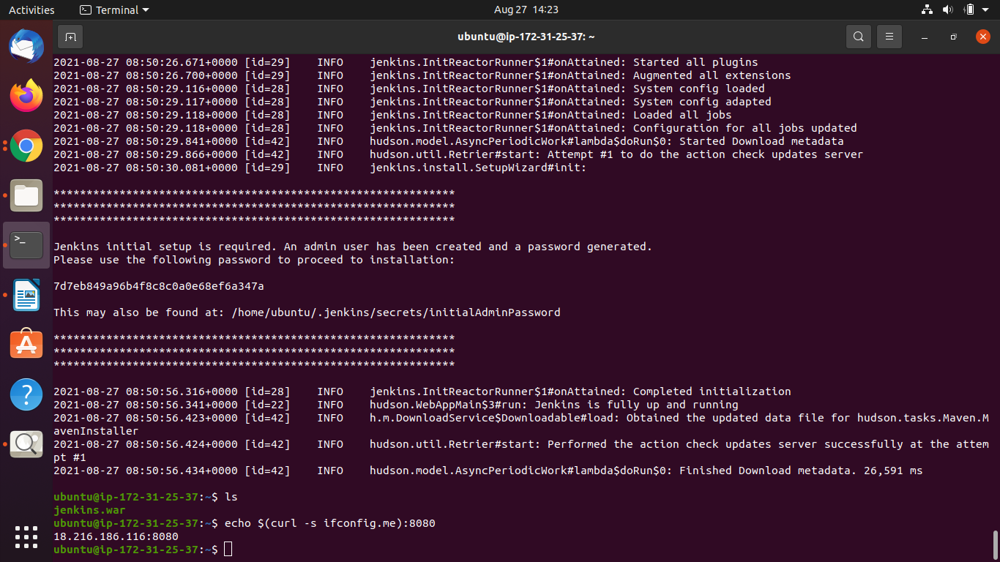 Activities
Terminal
Aug 27 14:23
ubuntu@ip-172-31-25-37: ~
2021-08-27 08:50:26.671+0000 [id=29]    INFO    jenkins.InitReactorRunner$1#onAttained: Started all plugins
2021-08-27 08:50:26.700+0000 [id=29]    INFO    jenkins.InitReactorRunner$1#onAttained: Augmented all extensions
2021-08-27 08:50:29.116+0000 [id=28]    INFO    jenkins.InitReactorRunner$1#onAttained: System config loaded
2021-08-27 08:50:29.117+0000 [id=28]    INFO    jenkins.InitReactorRunner$1#onAttained: System config adapted
2021-08-27 08:50:29.118+0000 [id=28]    INFO    jenkins.InitReactorRunner$1#onAttained: Loaded all jobs
2021-08-27 08:50:29.118+0000 [id=28]    INFO    jenkins.InitReactorRunner$1#onAttained: Configuration for all jobs updated
2021-08-27 08:50:29.841+0000 [id=42]    INFO    hudson.model.AsyncPeriodicWork#lambda$doRun$0: Started Download metadata
2021-08-27 08:50:29.866+0000 [id=42]    INFO    hudson.util.Retrier#start: Attempt #1 to do the action check updates server
2021-08-27 08:50:30.081+0000 [id=29]    INFO    jenkins.install.SetupWizard#init:
*************************************************************
*************************************************************
*************************************************************
Jenkins initial setup is required. An admin user has been created and a password generated.
Please use the following password to proceed to installation:
7d7eb849a96b4f8c8c0a0e68ef6a347a
This may also be found at: /home/ubuntu/.jenkins/secrets/initialAdminPassword
*************************************************************
*************************************************************
*************************************************************
2021-08-27 08:50:56.316+0000 [id=28]    INFO    jenkins.InitReactorRunner$1#onAttained: Completed initialization
2021-08-27 08:50:56.341+0000 [id=22]    INFO    hudson.WebAppMain$3#run: Jenkins is fully up and running
2021-08-27 08:50:56.423+0000 [id=42]    INFO    h.m.DownloadService$Downloadable#load: Obtained the updated data file for hudson.tasks.Maven.M
avenInstaller
2021-08-27 08:50:56.424+0000 [id=42]    INFO    hudson.util.Retrier#start: Performed the action check updates server successfully at the attem
pt #1
2021-08-27 08:50:56.434+0000 [id=42]    INFO    hudson.model.AsyncPeriodicWork#lambda$doRun$0: Finished Download metadata. 26,591 ms
ubuntu@ip-172-31-25-37:~$ ls
jenkins.war
ubuntu@ip-172-31-25-37:~$ echo $(curl -s ifconfig.me):8080
18.216.186.116:8080
ubuntu@ip-172-31-25-37:~$